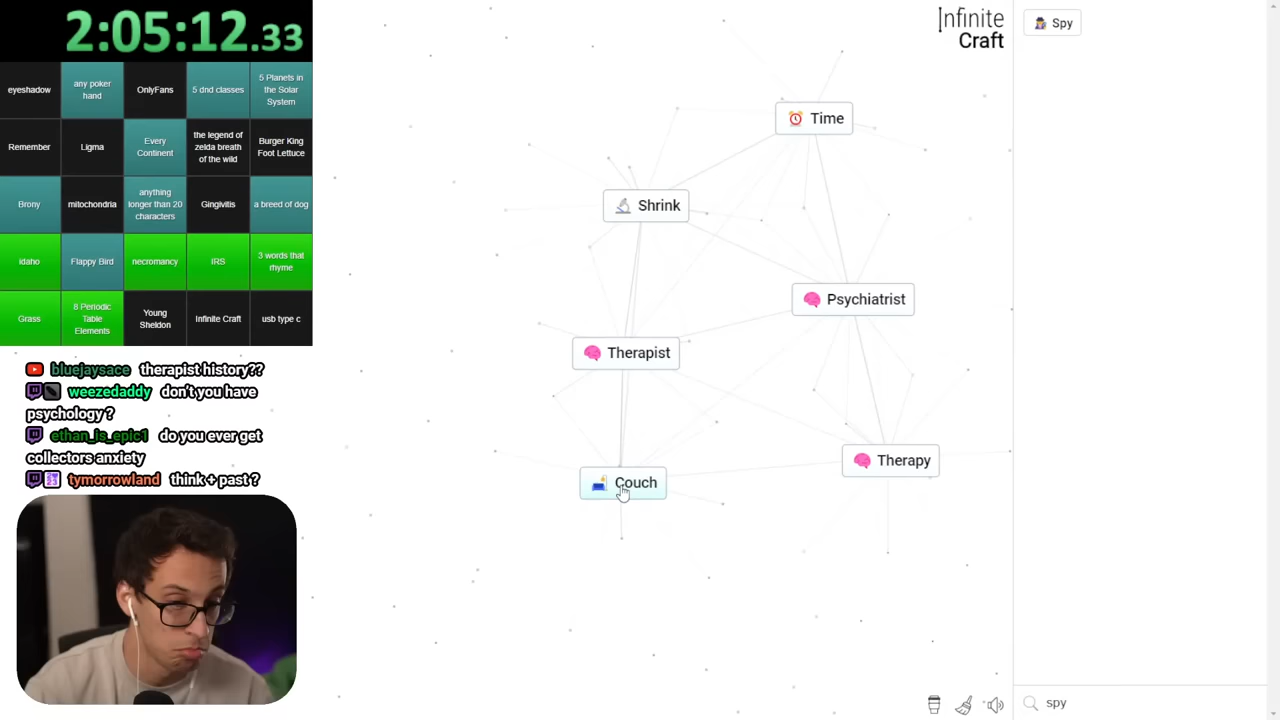 2:05:12.33
eyeshadow
any poker
hand
OnlyFans
5 dnd classes
5 Planets in
the Solar
System
Remember
Ligma
Every
Continent
the legend of
zelda breath
of the wild
Burger King
Foot Lettuce
Brony
mitochondria
anything
longer than 20
characters
Gingivitis
a breed of dog
idaho
Flappy Bird
necromancy
IRS
3 words that
rhyme
Grass
8 Periodic
Table
Elements
Young
Sheldon
Infinite Craft
usb type c
bluejaysace therapist history??
weezedaddy don't you have
psychology?
ethan_is_epic1 do you ever get
collectors anxiety
tymorrowland think + past ?
Infinite
Craft
Time
Shrink
Psychiatrist
Therapist
Therapy
Couch
Spy
spy